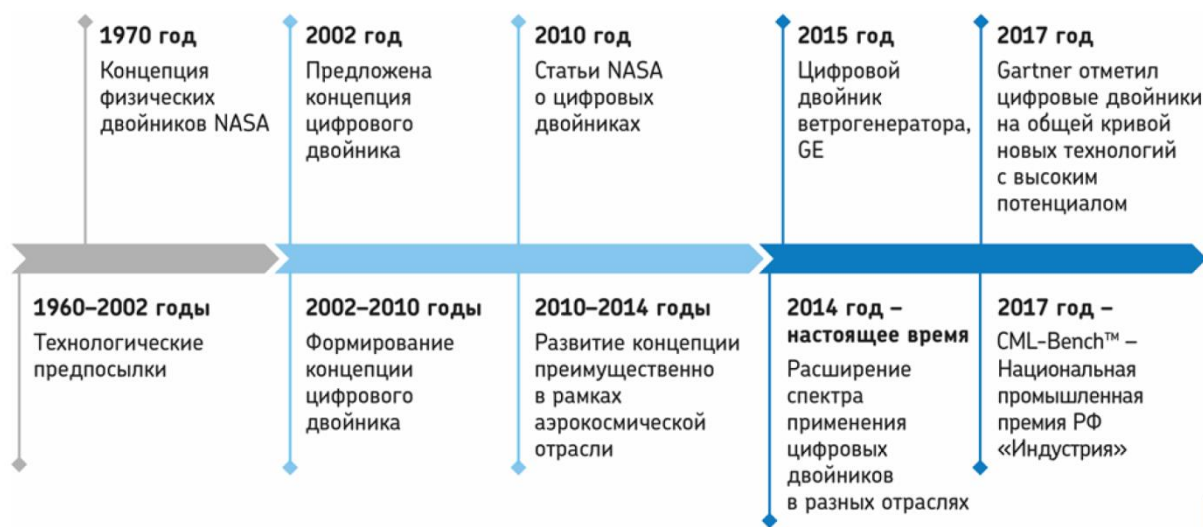 1970 год
Концепция
физических
двойников NASA
2002 год
Предложена
концепция
цифрового
двойника
2010 год
Статьи NASA
о цифровых
двойниках
2015 год
Цифровой
двойник
ветрогенератора,
GE
2017 год
Gartner отметил
цифровые двойники
на общей кривой
новых технологий
с высоким
потенциалом
1960–2002 годы
Технологические
предпосылки
2002–2010 годы
Формирование
концепции
цифрового
двойника
2010–2014 годы
Развитие концепции
преимущественно
в рамках
аэрокосмической
отрасли
2014 год –
настоящее время
Расширение
спектра
применения
цифровых
двойников
в разных отраслях
2017 год –
CML-Bench™ –
Национальная
промышленная
премия РФ
«Индустрия»